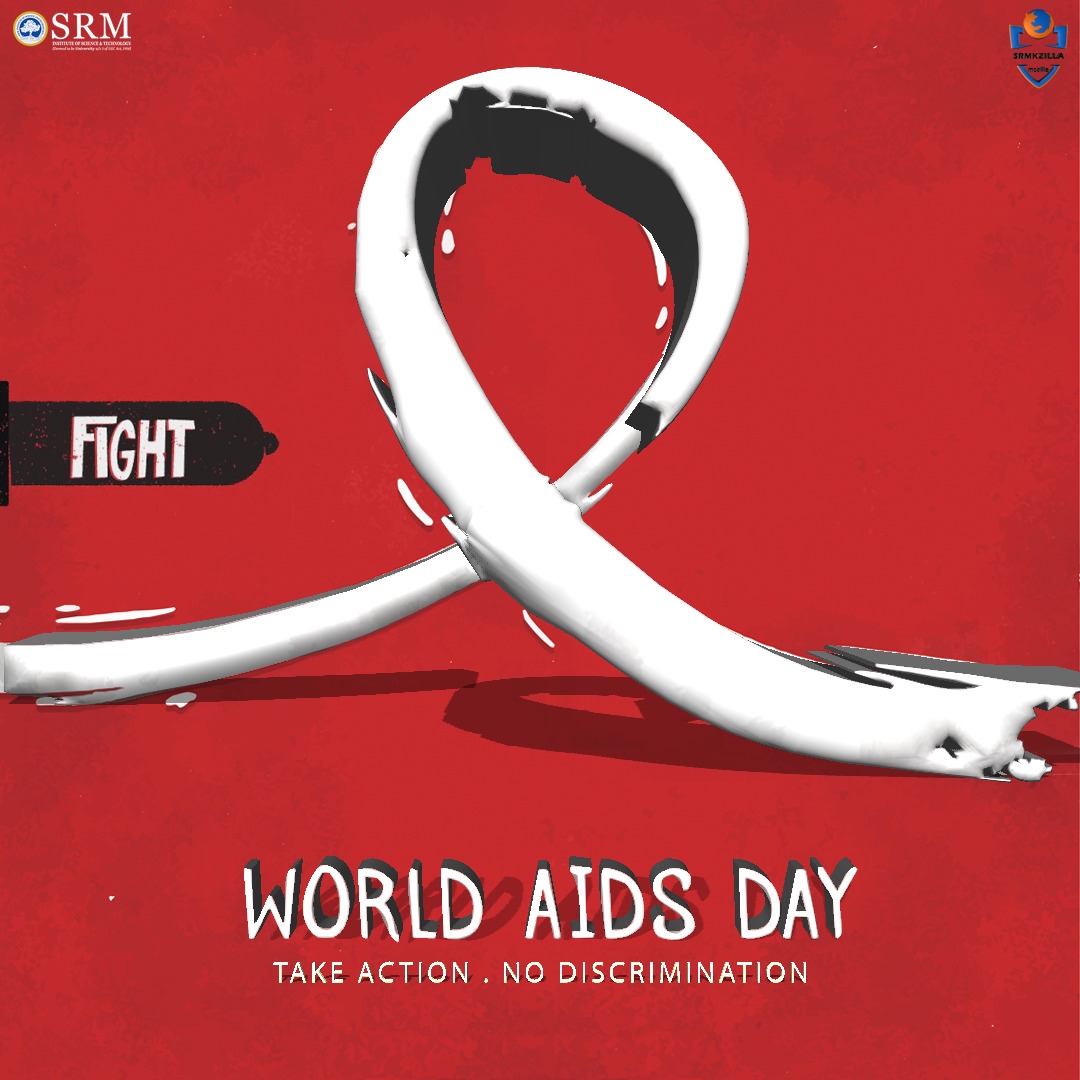 SRM
INSTITUTE OF SCIENCE & TECHNOLOGY
(Deemed to be University u/s 3 of UGC Act, 1956)
SRMKZILLA
mozilla
FIGHT
WORLD AIDS DAY
TAKE ACTION . NO DISCRIMINATION